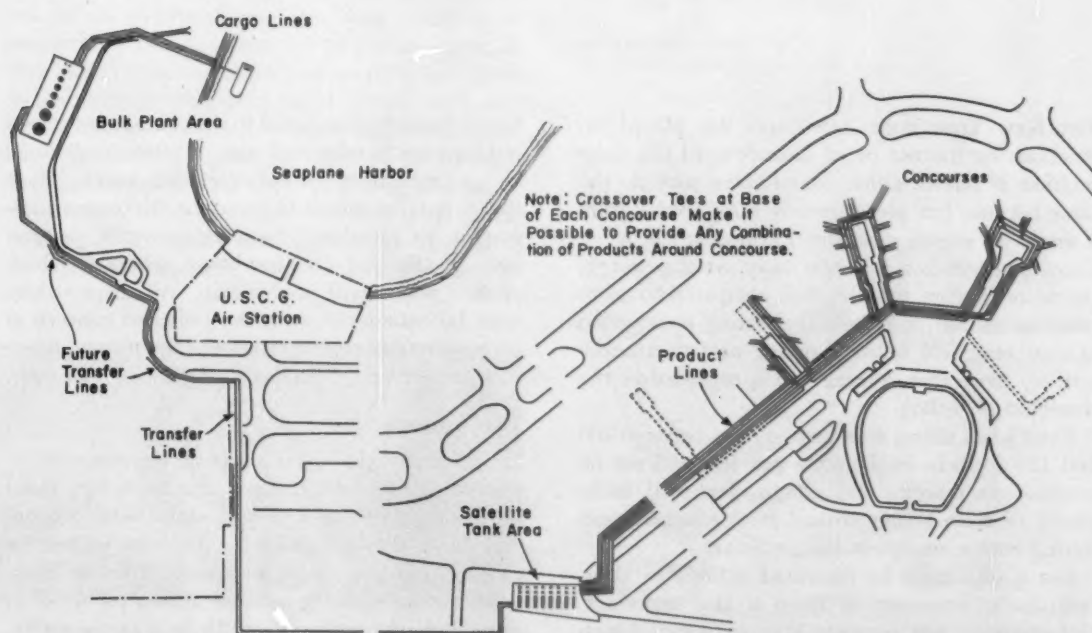 Cargo Lines
Bulk Plant Area
Seaplane Harbor
Concourses
Note: Crossover Tees at Base
of Each Concourse Make it
Possible to Provide Any Combina-
tion of Products Around Concourse.
U.S.C.G.
Air Station
Future
Transfer Lines
Product
Lines
Transfer
Lines
Satellite
Tank Area